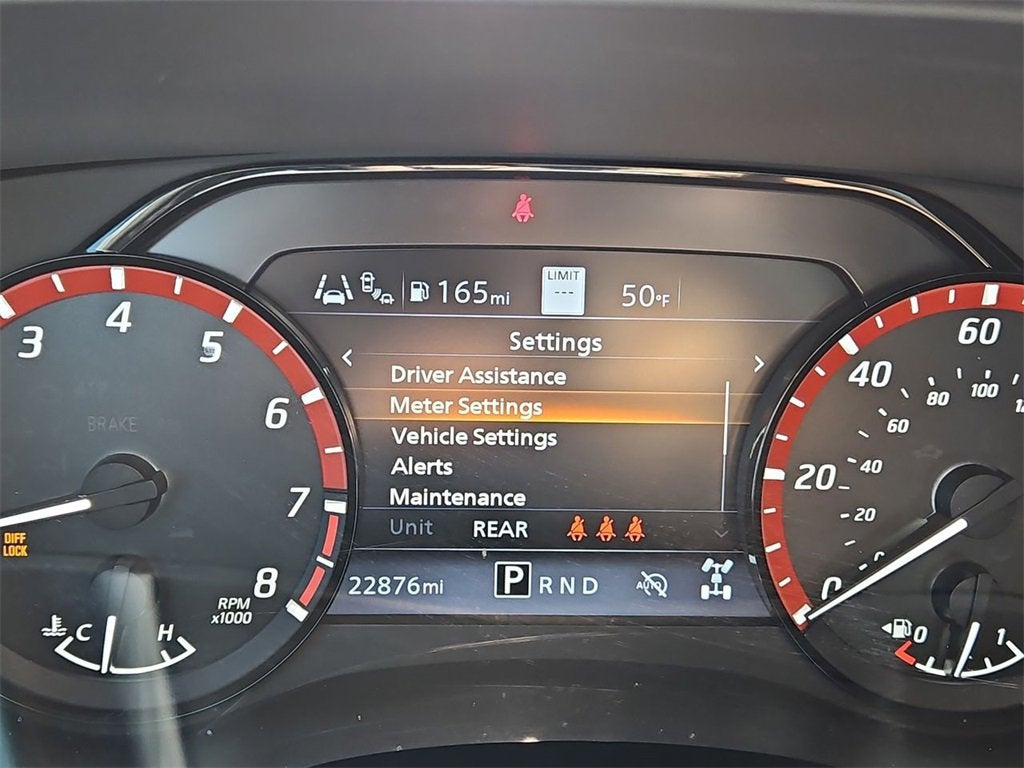 165mi
LIMIT
---
50°F
Settings
Driver Assistance
Meter Settings
Vehicle Settings
Alerts
Maintenance
Unit REAR
22876mi
P R N D
AUTO
3
4
5
6
7
8
BRAKE
DIFF
LOCK
RPM
x1000
C H
0
20
40
60
0
20
40
60
80
100
0 1